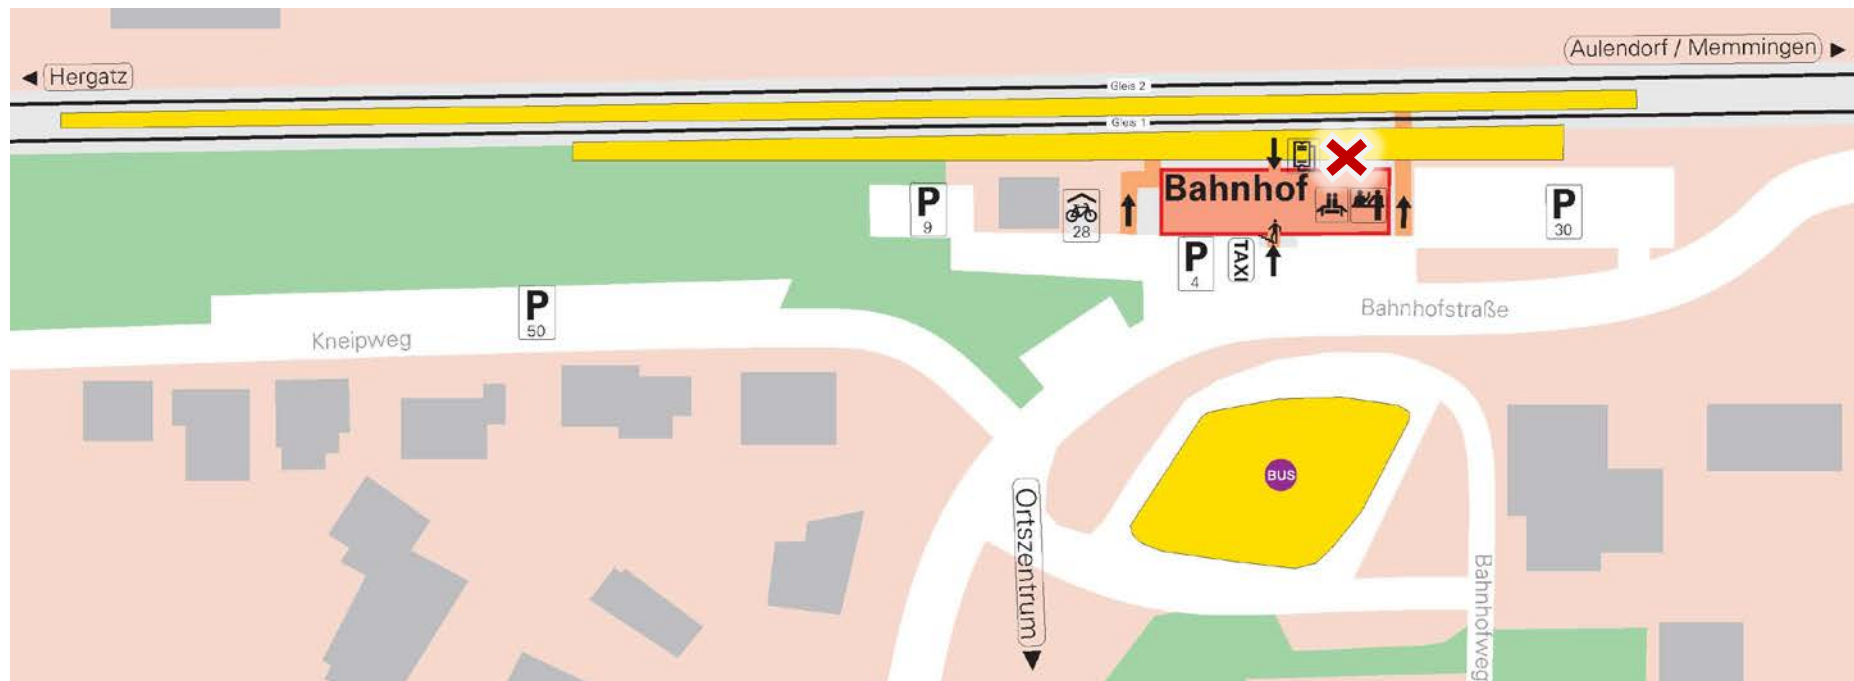 Aulendorf / Memmingen
Hergatz
Gleis 2
Gleis 1
Bahnhof
P
9
28
P
30
P
4
TAXI
P
50
Kneipweg
Bahnhofstraße
BUS
Ortszentrum
Bahnhofweg